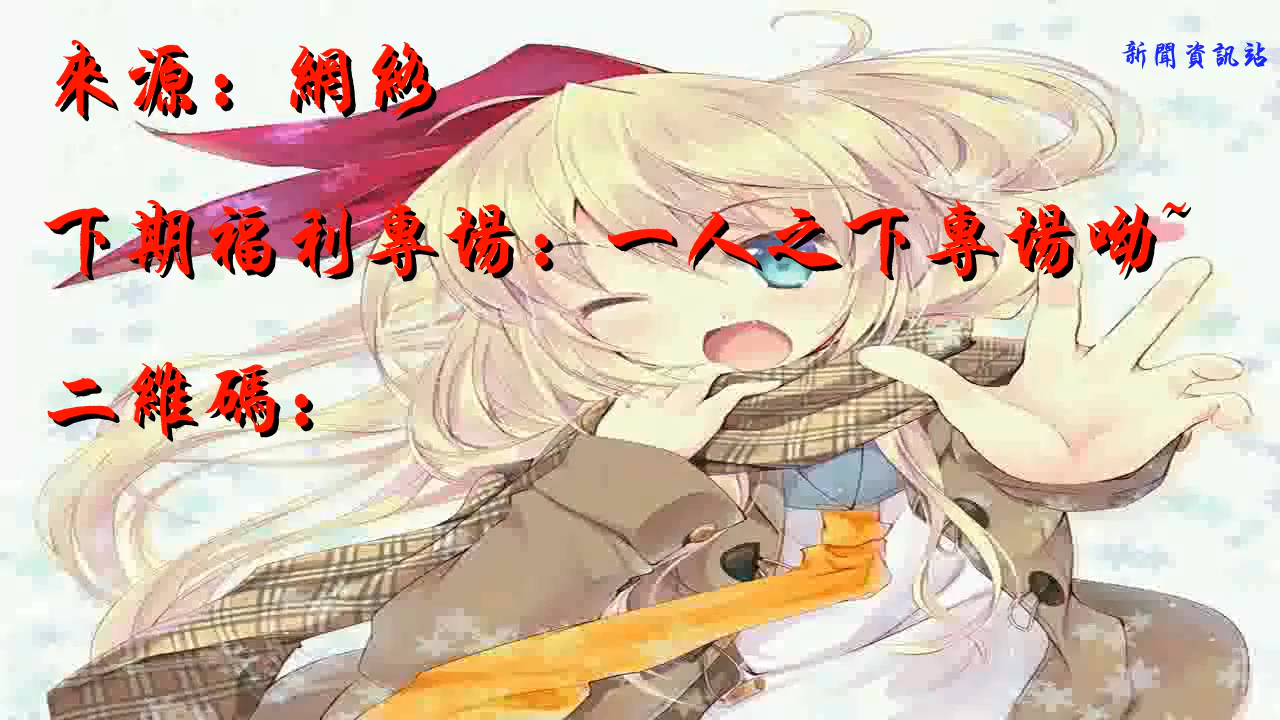 來源：網絡
新聞資訊站
下期福利專場：一人之下專場呦~
二維碼：